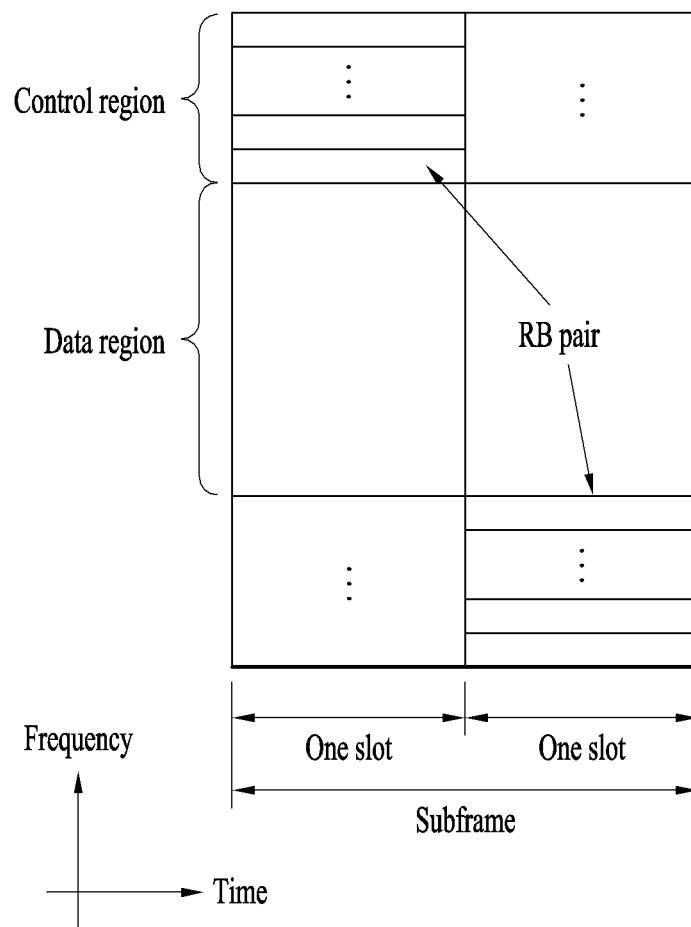 Control region
Data region
RB pair
One slot
One slot
Subframe
Frequency
Time